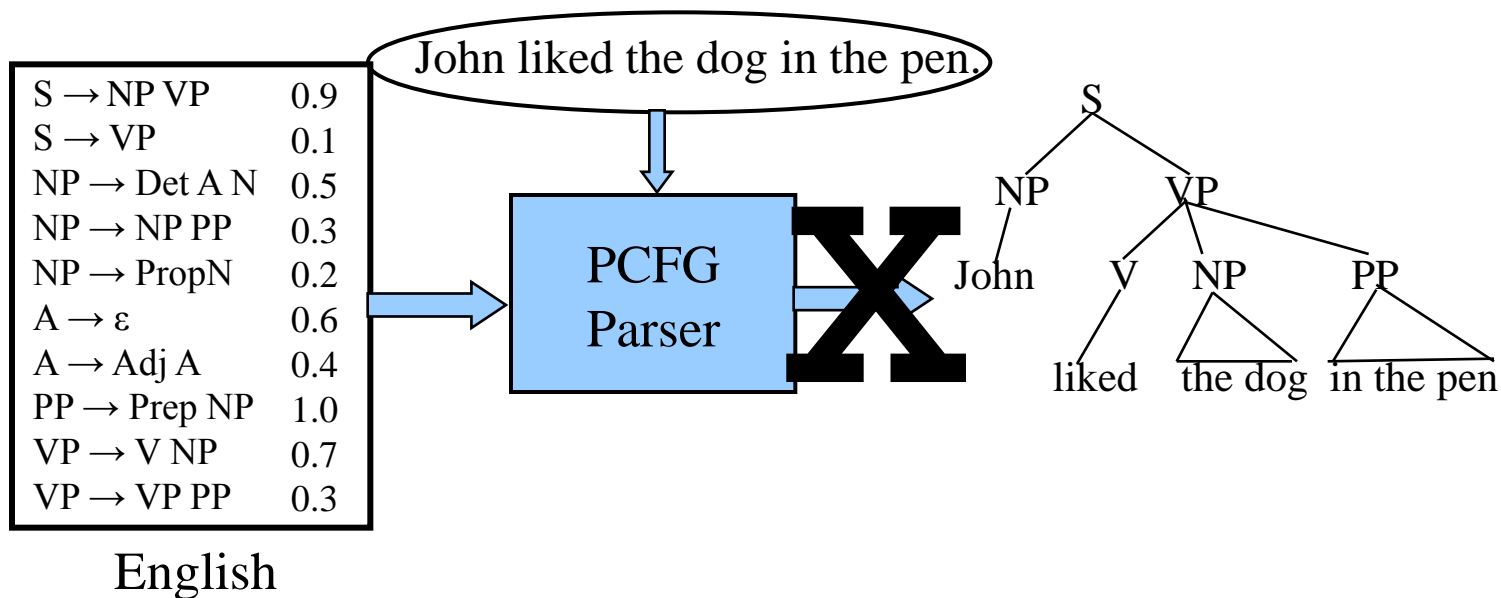 John liked the dog in the pen.
S → NP VP 0.9
S → VP 0.1
NP → Det A N 0.5
NP → NP PP 0.3
NP → PropN 0.2
A → ε 0.6
A → Adj A 0.4
PP → Prep NP 1.0
VP → V NP 0.7
VP → VP PP 0.3
English
PCFG
Parser
X
S
NP VP
John V NP PP
liked the dog in the pen